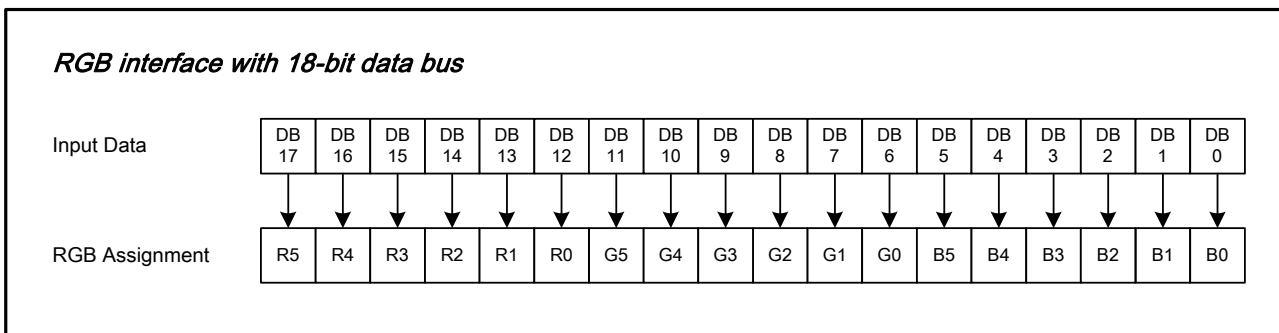 RGB interface with 18-bit data bus
Input Data DB 17 DB 16 DB 15 DB 14 DB 13 DB 12 DB 11 DB 10 DB 9 DB 8 DB 7 DB 6 DB 5 DB 4 DB 3 DB 2 DB 1 DB 0
RGB Assignment R5 R4 R3 R2 R1 R0 G5 G4 G3 G2 G1 G0 B5 B4 B3 B2 B1 B0